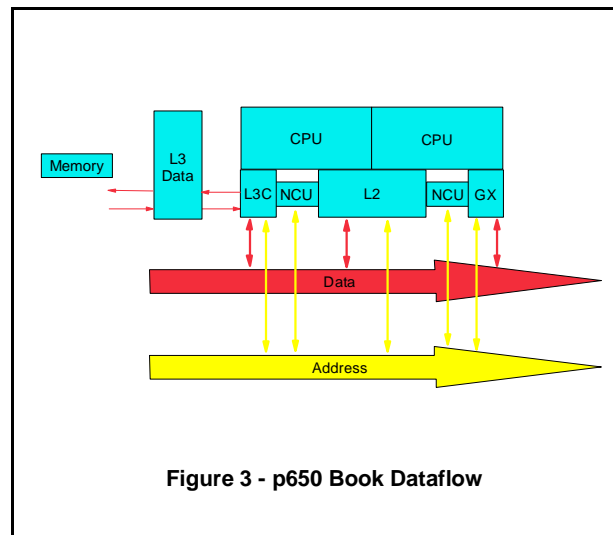 CPU
CPU
L3
Data
Memory
L3C
NCU
L2
NCU
GX
Data
Address
Figure 3 - p650 Book Dataflow